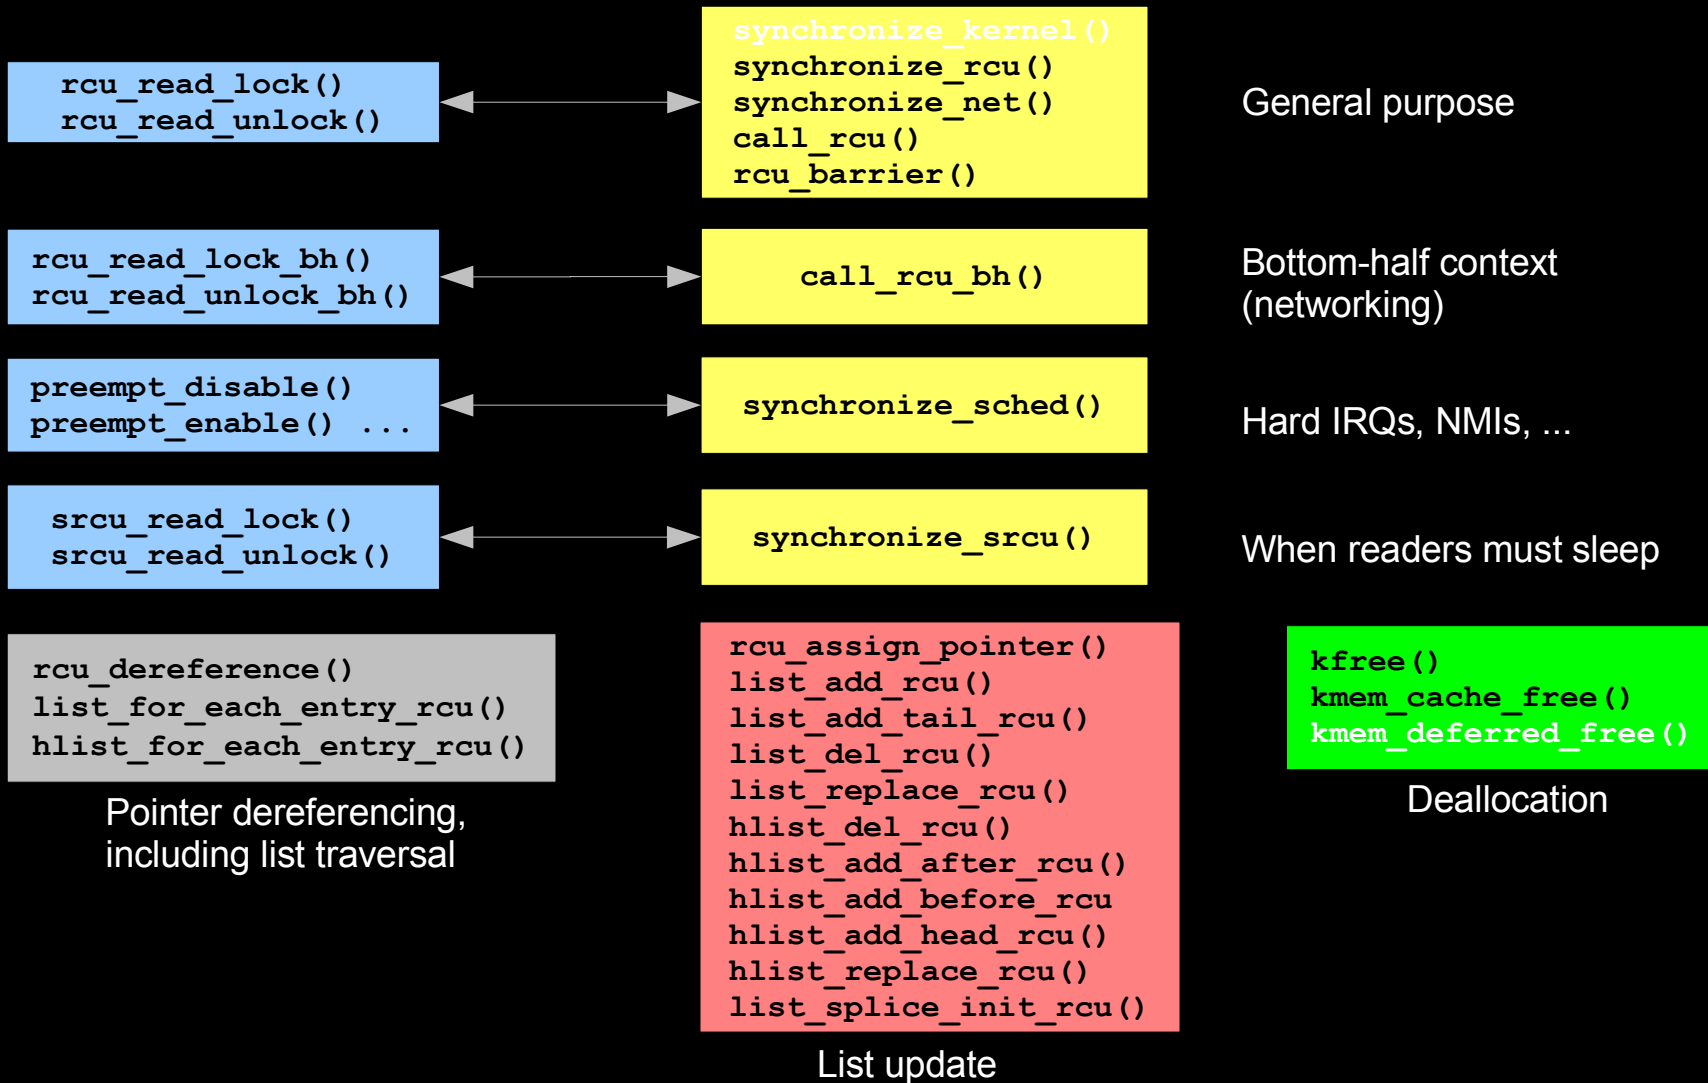 rcu_read_lock()
rcu_read_unlock()
synchronize_kernel()
synchronize_rcu()
synchronize_net()
call_rcu()
rcu_barrier()
General purpose
rcu_read_lock_bh()
rcu_read_unlock_bh()
call_rcu_bh()
Bottom-half context
(networking)
preempt_disable()
preempt_enable() ...
synchronize_sched()
Hard IRQs, NMIs, ...
srcu_read_lock()
srcu_read_unlock()
synchronize_srcu()
When readers must sleep
rcu_dereference()
list_for_each_entry_rcu()
hlist_for_each_entry_rcu()
Pointer dereferencing,
including list traversal
rcu_assign_pointer()
list_add_rcu()
list_add_tail_rcu()
list_del_rcu()
list_replace_rcu()
hlist_del_rcu()
hlist_add_after_rcu()
hlist_add_before_rcu
hlist_add_head_rcu()
hlist_replace_rcu()
list_splice_init_rcu()
List update
kfree()
kmem_cache_free()
kmem_deferred_free()
Deallocation